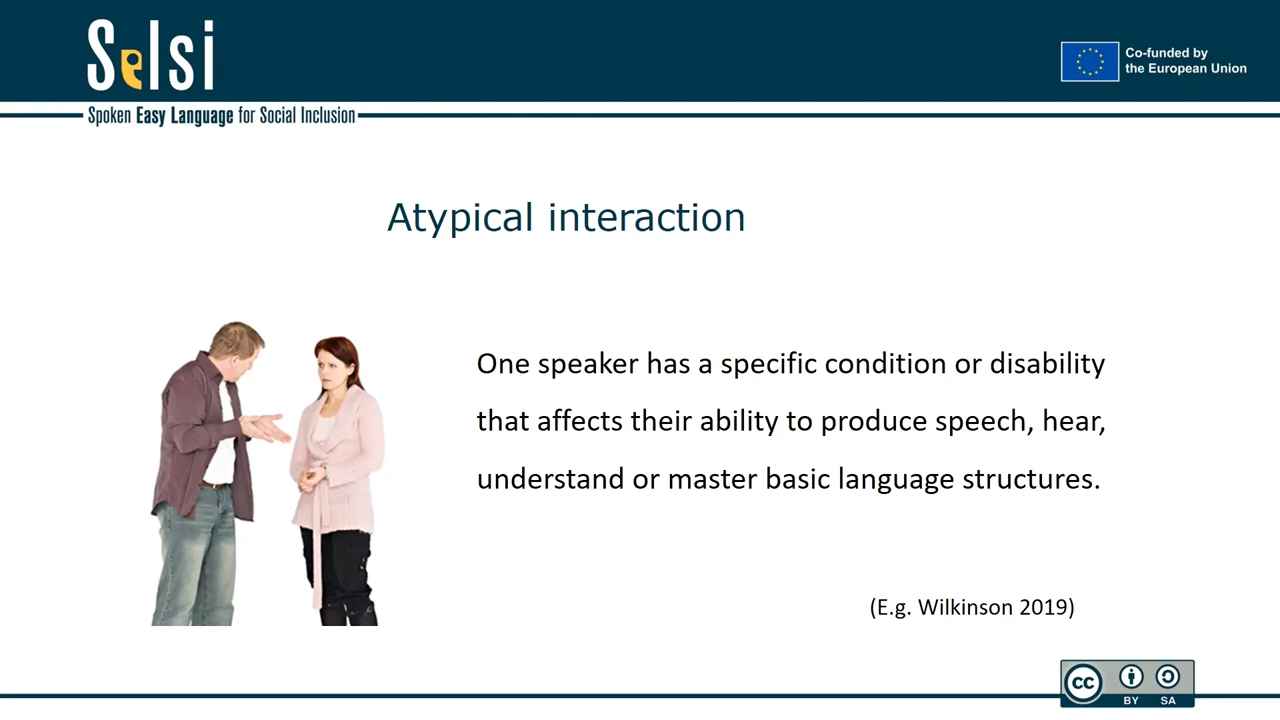 Selsi
Co-funded by
the European Union
Spoken Easy Language for Social Inclusion
Atypical interaction
One speaker has a specific condition or disability
that affects their ability to produce speech, hear,
understand or master basic language structures.
(E.g. Wilkinson 2019)
cc
BY SA